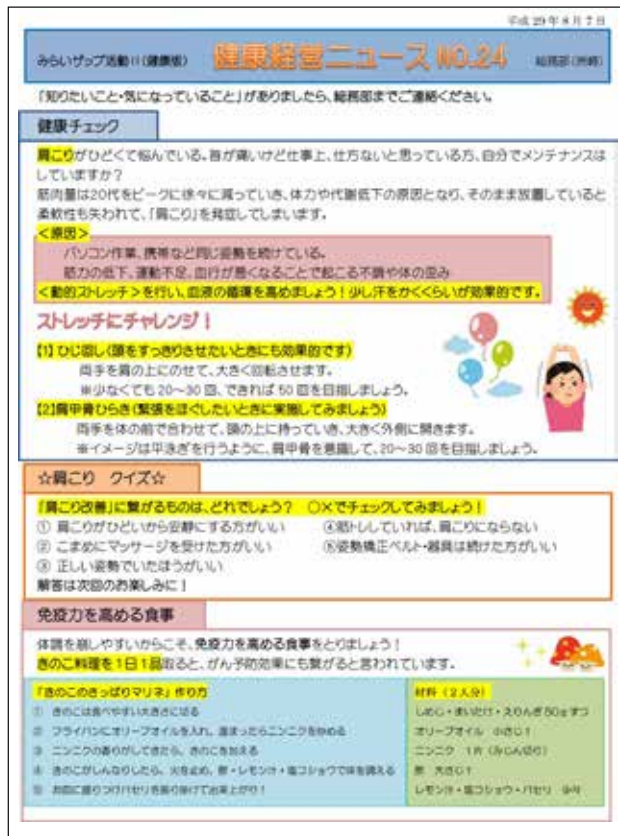 平成29年8月7日
みらいザップ活動!!(健康版) 健康経営ニュース NO.24 総務部
「知りたいこと・気になっていること」がありましたら、総務部までご連絡ください。
健康チェック
肩こりがひどくて悩んでいる。首が痛いけど仕事上、仕方ないと思っている方、自分でメンテナンスは
していますか?
筋肉量は20代をピークに徐々に減っていき、体力や代謝低下の原因となり、そのまま放置していると
柔軟性も失われて、「肩こり」を発症してしまいます。
<原因>
パソコン作業、携帯など同じ姿勢を続けている。
筋力の低下、運動不足、血行が悪くなることで起こる不調や体の歪み
<動的ストレッチ>を行い、血液の循環を高めましょう!少し汗をかくくらいが効果的です。
ストレッチにチャレンジ!
【1】ひじ回し(頭をすっきりさせたいときにも効果的です)
両手を肩の上にのせて、大きく回転させます。
※少なくても20~30回、できれば50回を目指しましょう。
【2】肩甲骨ひらき(緊張をほぐしたいときに実施してみましょう)
両手を体の前で合わせて、頭の上に持っていき、大きく外側に開きます。
※イメージは平泳ぎを行うように、肩甲骨を意識して、20~30回を目指しましょう。
☆肩こり クイズ☆
「肩こり改善」に繋がるものは、どれでしょう? ○×でチェックしてみましょう!
① 肩こりがひどいから安静にする方がいい
② こまめにマッサージを受けた方がいい
③ 正しい姿勢でいたほうがいい
④筋トレしていれば、肩こりにならない
⑤姿勢矯正ベルト・器具は続けた方がいい
解答は次回のお楽しみに!
免疫力を高める食事
体調を崩しやすいからこそ、免疫力を高める食事をとりましょう!
きのこ料理を1日1品取ると、がん予防効果にも繋がると言われています。
『きのこのさっぱりマリネ』作り方
① きのこは食べやすい大きさに切る
② フライパンにオリーブオイルを入れ、温まったらニンニクを炒める
③ ニンニクの香りがしてきたら、きのこを加える
④ きのこがしんなりしたら、火を止め、酢・レモン汁・塩コショウで味を調える
⑤ お皿に盛りつけパセリを振り掛けて出来上がり!
材料(2人分)
しめじ・まいたけ・えりんぎ 50gずつ
オリーブオイル 小さじ1
ニンニク 1片(みじん切り)
酢 大さじ1
レモン汁・塩コショウ・パセリ 少々